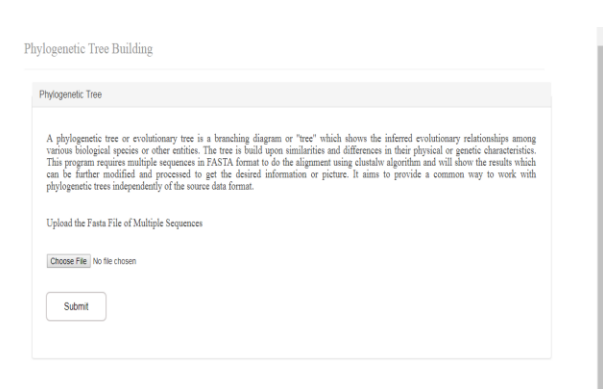 Phylogenetic Tree Building
Phylogenetic Tree
A phylogenetic tree or evolutionary tree is a branching diagram or "tree" which shows the inferred evolutionary relationships among
various biological species or other entities. The tree is build upon similarities and differences in their physical or genetic characteristics.
This program requires multiple sequences in FASTA format to do the alignment using clustalw algorithm and will show the results which
can be further modified and processed to get the desired information or picture. It aims to provide a common way to work with
phylogenetic trees independently of the source data format.
Upload the Fasta File of Multiple Sequences
Choose File No file chosen
Submit